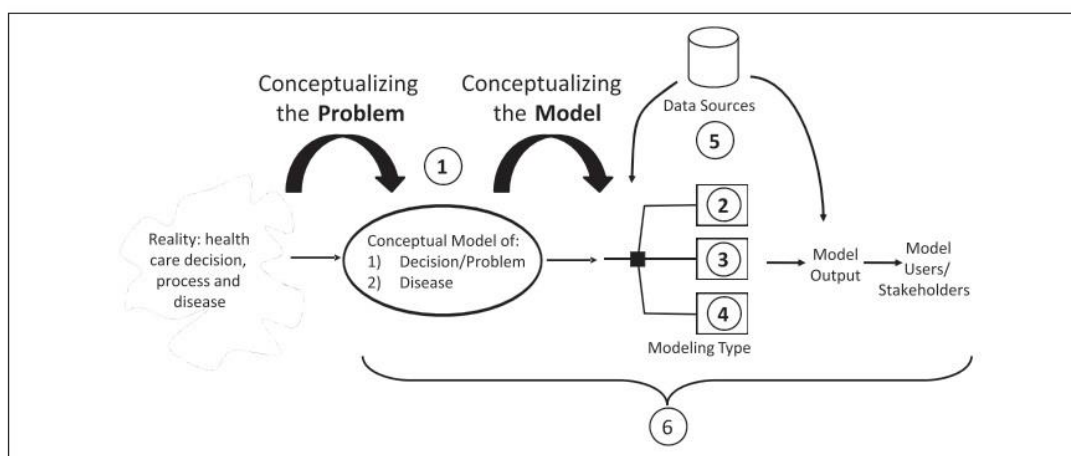 Conceptualizing
the Problem
Conceptualizing
the Model
Data Sources
1
5
Reality: health
care decision,
process and
disease
Conceptual Model of:
1) Decision/Problem
2) Disease
2
3
4
Modeling Type
Model
Output
Model
Users/
Stakeholders
6